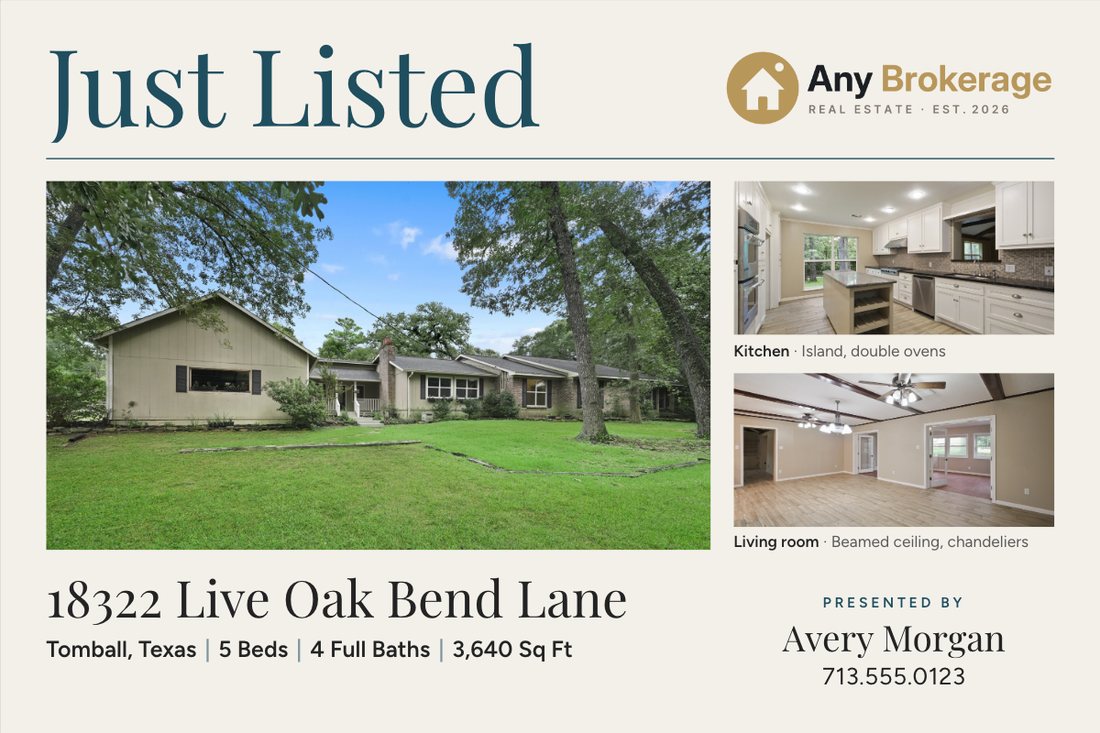 Just Listed
Any Brokerage
REAL ESTATE · EST. 2026
Kitchen · Island, double ovens
Living room · Beamed ceiling, chandeliers
18322 Live Oak Bend Lane
Tomball, Texas | 5 Beds | 4 Full Baths | 3,640 Sq Ft
PRESENTED BY
Avery Morgan
713.555.0123